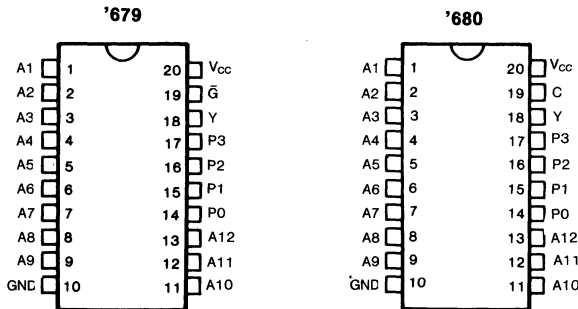 '679 '680
A1 1 20 VCC A1 1 20 VCC
A2 2 19 G̅ A2 2 19 C
A3 3 18 Y A3 3 18 Y
A4 4 17 P3 A4 4 17 P3
A5 5 16 P2 A5 5 16 P2
A6 6 15 P1 A6 6 15 P1
A7 7 14 P0 A7 7 14 P0
A8 8 13 A12 A8 8 13 A12
A9 9 12 A11 A9 9 12 A11
GND 10 11 A10 GND 10 11 A10